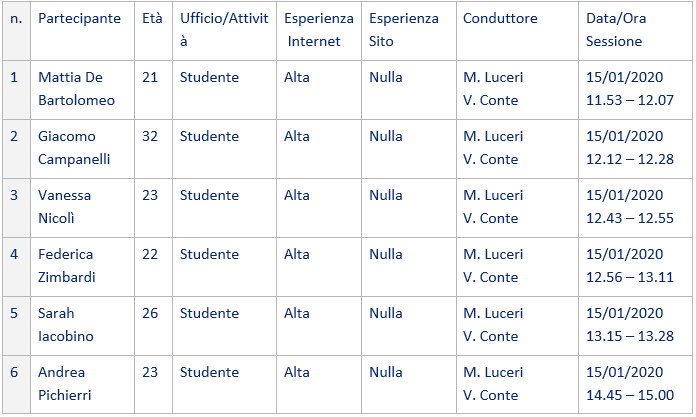 n. Partecipante Età Ufficio/Attivit Esperienza Esperienza Conduttore Data/Ora
à Internet Sito Sessione
1 Mattia De 21 Studente Alta Nulla M. Luceri 15/01/2020
Bartolomeo V. Conte 11.53 – 12.07
2 Giacomo 32 Studente Alta Nulla M. Luceri 15/01/2020
Campanelli V. Conte 12.12 – 12.28
3 Vanessa 23 Studente Alta Nulla M. Luceri 15/01/2020
Nicolì V. Conte 12.43 – 12.55
4 Federica 22 Studente Alta Nulla M. Luceri 15/01/2020
Zimbardi V. Conte 12.56 – 13.11
5 Sarah 26 Studente Alta Nulla M. Luceri 15/01/2020
Iacobino V. Conte 13.15 – 13.28
6 Andrea 23 Studente Alta Nulla M. Luceri 15/01/2020
Pichierri V. Conte 14.45 – 15.00